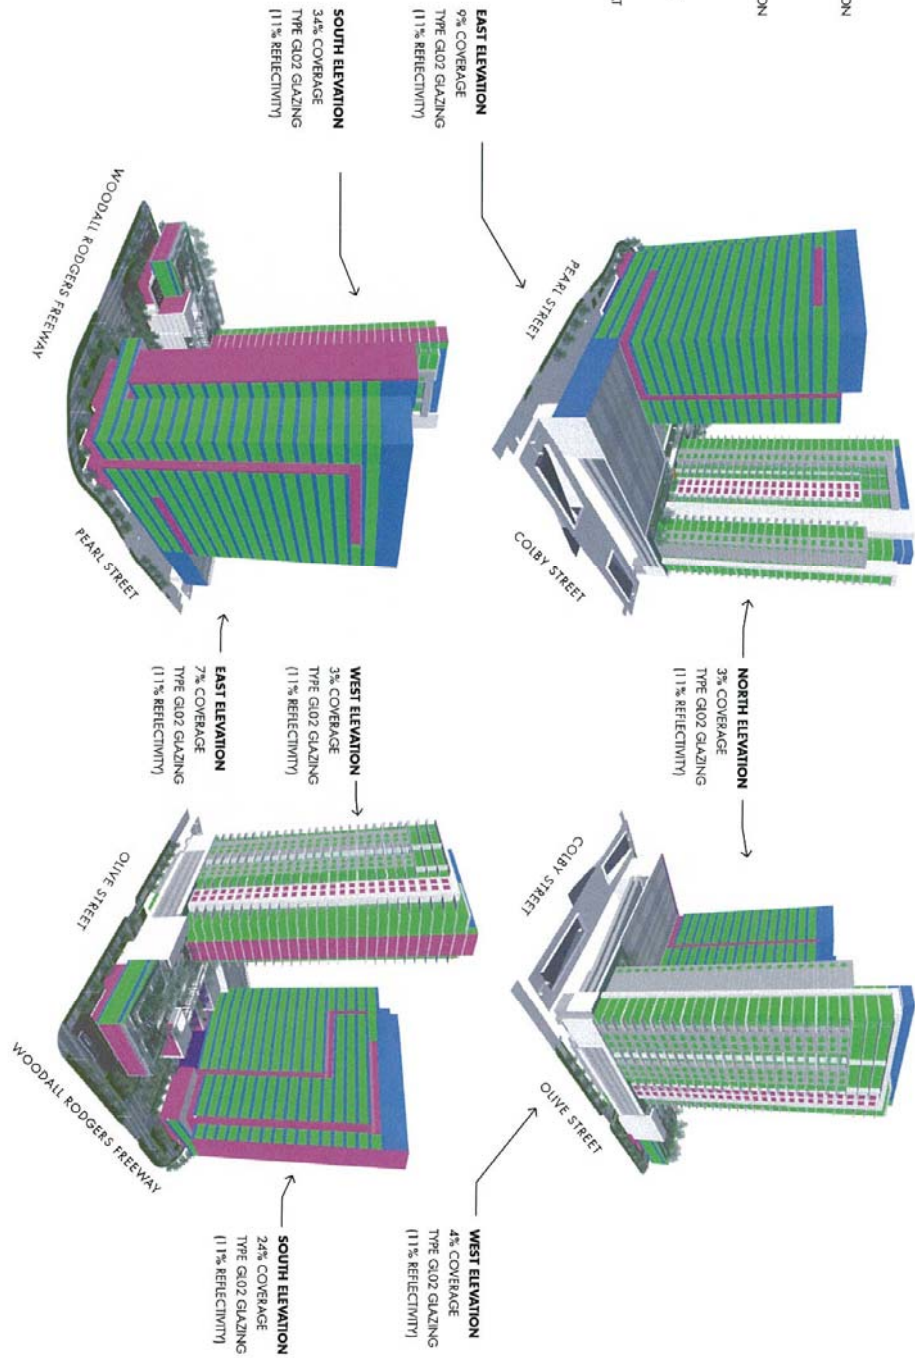 ON
ON
T
EAST ELEVATION
9% COVERAGE
TYPE GL02 GLAZING
(11% REFLECTIVITY)
SOUTH ELEVATION
34% COVERAGE
TYPE GL02 GLAZING
(11% REFLECTIVITY)
PEARL STREET
COLBY STREET
WOODALL RODGERS FREEWAY
PEARL STREET
NORTH ELEVATION
3% COVERAGE
TYPE GL02 GLAZING
(11% REFLECTIVITY)
WEST ELEVATION
3% COVERAGE
TYPE GL02 GLAZING
(11% REFLECTIVITY)
EAST ELEVATION
7% COVERAGE
TYPE GL02 GLAZING
(11% REFLECTIVITY)
COLBY STREET
OLIVE STREET
OLIVE STREET
WOODALL RODGERS FREEWAY
WEST ELEVATION
4% COVERAGE
TYPE GL02 GLAZING
(11% REFLECTIVITY)
SOUTH ELEVATION
24% COVERAGE
TYPE GL02 GLAZING
(11% REFLECTIVITY)